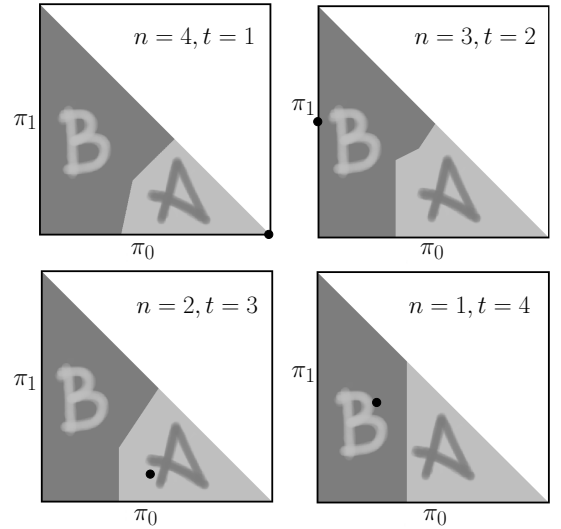 n = 4, t = 1
π₁
B
A
π₀
n = 3, t = 2
π₁
B
A
π₀
n = 2, t = 3
π₁
B
A
π₀
n = 1, t = 4
π₁
B
A
π₀